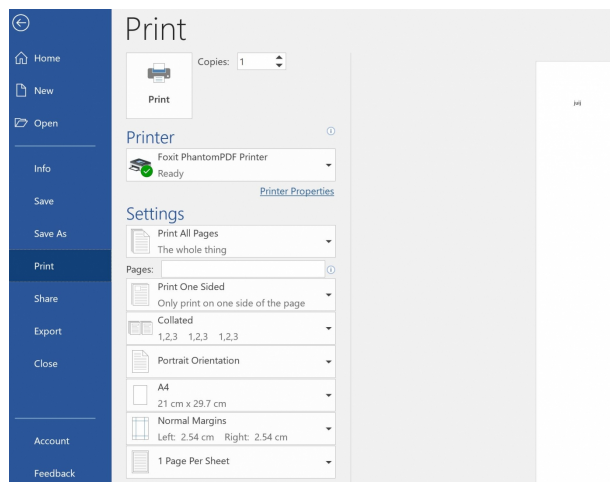 Print
Home
New
Open
Info
Save
Save As
Print
Share
Export
Close
Account
Feedback
Copies: 1
Print
Printer
Foxit PhantomPDF Printer
Ready
Printer Properties
Settings
Print All Pages
The whole thing
Pages:
Print One Sided
Only print on one side of the page
Collated
1,2,3 1,2,3 1,2,3
Portrait Orientation
A4
21 cm x 29.7 cm
Normal Margins
Left: 2.54 cm Right: 2.54 cm
1 Page Per Sheet